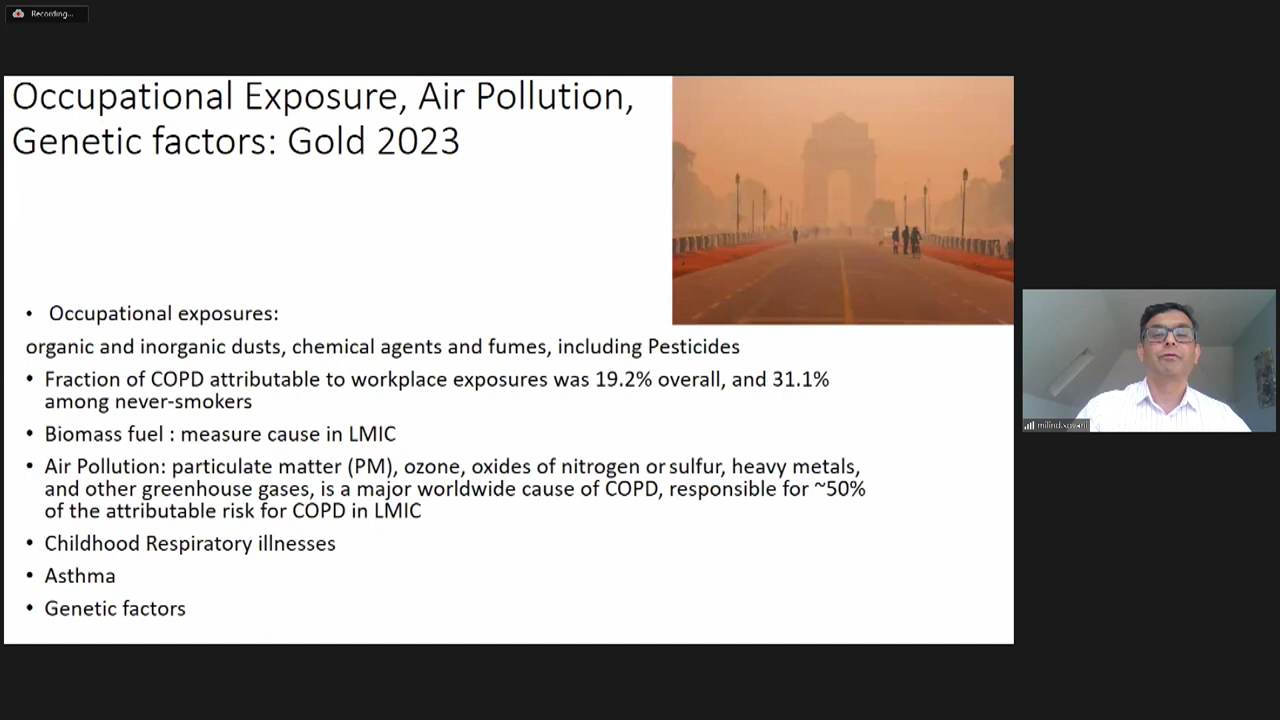 Recording...
Occupational Exposure, Air Pollution,
Genetic factors: Gold 2023
• Occupational exposures:
organic and inorganic dusts, chemical agents and fumes, including Pesticides
• Fraction of COPD attributable to workplace exposures was 19.2% overall, and 31.1%
among never-smokers
• Biomass fuel : measure cause in LMIC
• Air Pollution: particulate matter (PM), ozone, oxides of nitrogen or sulfur, heavy metals,
and other greenhouse gases, is a major worldwide cause of COPD, responsible for ~50%
of the attributable risk for COPD in LMIC
• Childhood Respiratory illnesses
• Asthma
• Genetic factors